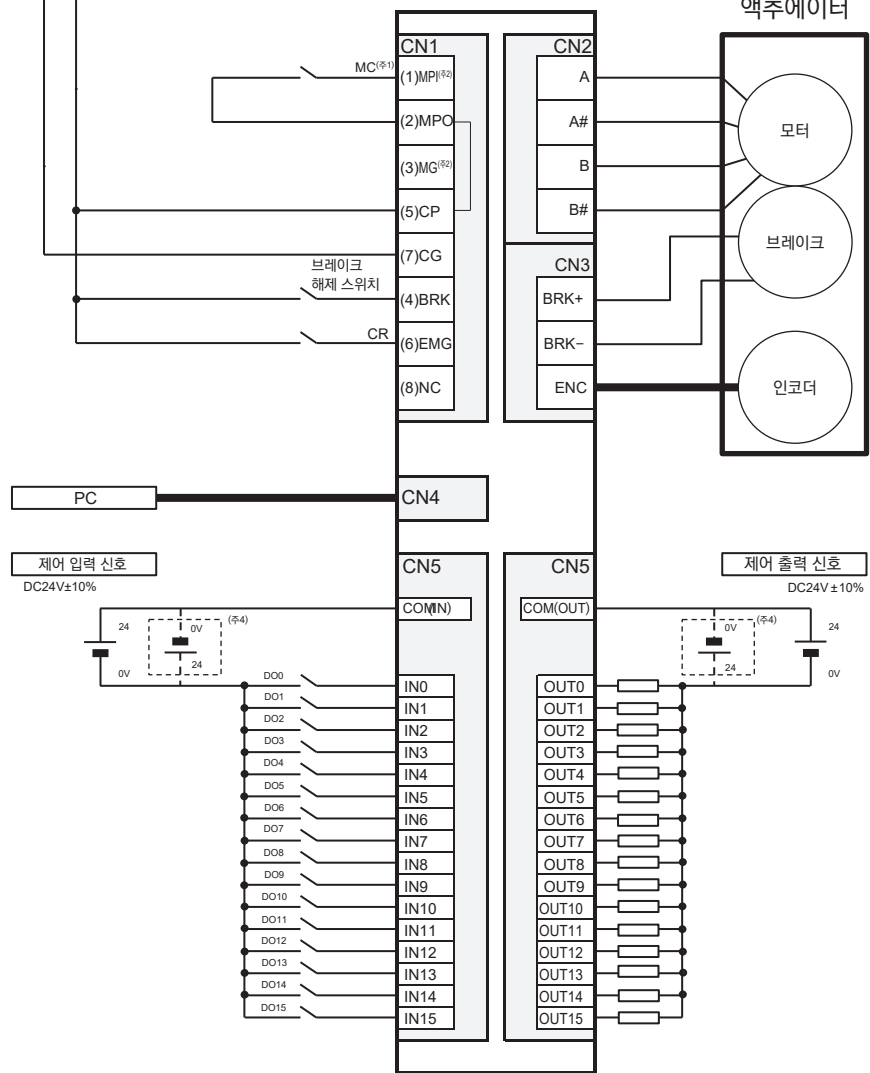 액추에이터
CN1
CN2
MC(주1)
(1)MPI(주2)
A
(2)MPO
A#
모터
(3)MG(주2)
B
(5)CP
B#
브레이크
(7)CG
CN3
브레이크
해제 스위치
(4)BRK
BRK+
CR
(6)EMG
BRK−
(8)NC
ENC
인코더
PC
CN4
제어 입력 신호
DC24V±10%
CN5
CN5
제어 출력 신호
DC24V±10%
COM(IN)
COM(OUT)
24
0V
(주4)
24
0V
0V
(주4)
24
24
0V
DO0
IN0
OUT0
DO1
IN1
OUT1
DO2
IN2
OUT2
DO3
IN3
OUT3
DO4
IN4
OUT4
DO5
IN5
OUT5
DO6
IN6
OUT6
DO7
IN7
OUT7
DO8
IN8
OUT8
DO9
IN9
OUT9
DO10
IN10
OUT10
DO11
IN11
OUT11
DO12
IN12
OUT12
DO13
IN13
OUT13
DO14
IN14
OUT14
DO15
IN15
OUT15